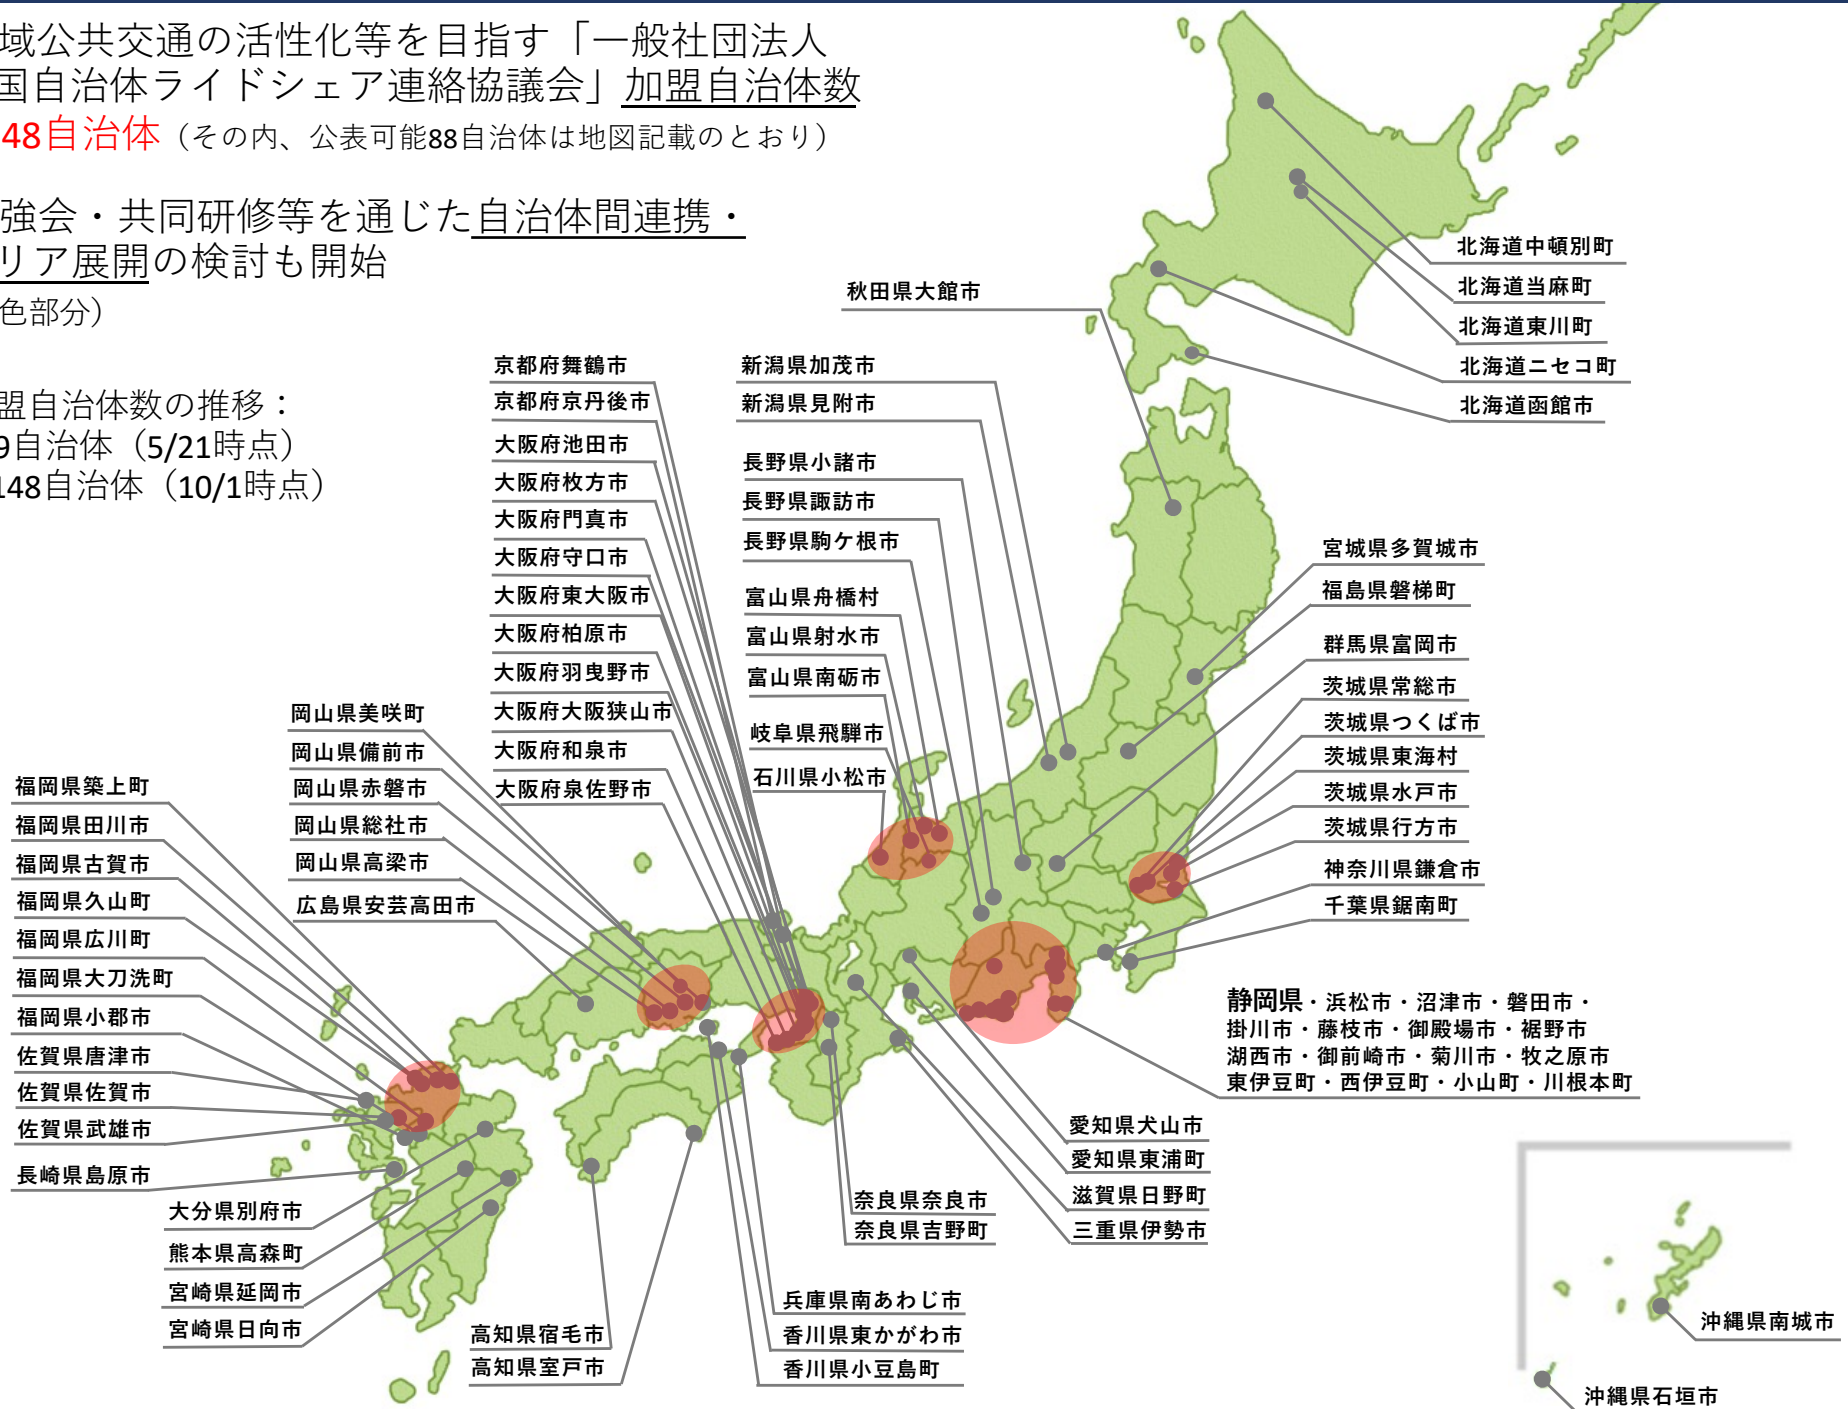 域公共交通の活性化等を目指す「一般社団法人
国自治体ライドシェア連絡協議会」加盟自治体数
48自治体（その内、公表可能88自治体は地図記載のとおり）
強会・共同研修等を通じた自治体間連携・
リア展開の検討も開始
色部分）
盟自治体数の推移：
9自治体（5/21時点）
148自治体（10/1時点）
北海道中頓別町
北海道当麻町
北海道東川町
北海道ニセコ町
北海道函館市
秋田県大館市
京都府舞鶴市
京都府京丹後市
大阪府池田市
大阪府枚方市
大阪府門真市
大阪府守口市
大阪府東大阪市
大阪府柏原市
大阪府羽曳野市
大阪府大阪狭山市
大阪府和泉市
大阪府泉佐野市
新潟県加茂市
新潟県見附市
長野県小諸市
長野県諏訪市
長野県駒ケ根市
富山県舟橋村
富山県射水市
富山県南砺市
岐阜県飛騨市
石川県小松市
宮城県多賀城市
福島県磐梯町
群馬県富岡市
茨城県常総市
茨城県つくば市
茨城県東海村
茨城県水戸市
茨城県行方市
神奈川県鎌倉市
千葉県鋸南町
岡山県美咲町
岡山県備前市
岡山県赤磐市
岡山県総社市
岡山県高梁市
広島県安芸高田市
福岡県築上町
福岡県田川市
福岡県古賀市
福岡県久山町
福岡県広川町
福岡県大刀洗町
福岡県小郡市
佐賀県唐津市
佐賀県佐賀市
佐賀県武雄市
長崎県島原市
大分県別府市
熊本県高森町
宮崎県延岡市
宮崎県日向市
高知県宿毛市
高知県室戸市
静岡県・浜松市・沼津市・磐田市・
掛川市・藤枝市・御殿場市・裾野市
湖西市・御前崎市・菊川市・牧之原市
東伊豆町・西伊豆町・小山町・川根本町
愛知県犬山市
愛知県東浦町
滋賀県日野町
三重県伊勢市
奈良県奈良市
奈良県吉野町
兵庫県南あわじ市
香川県東かがわ市
香川県小豆島町
沖縄県南城市
沖縄県石垣市